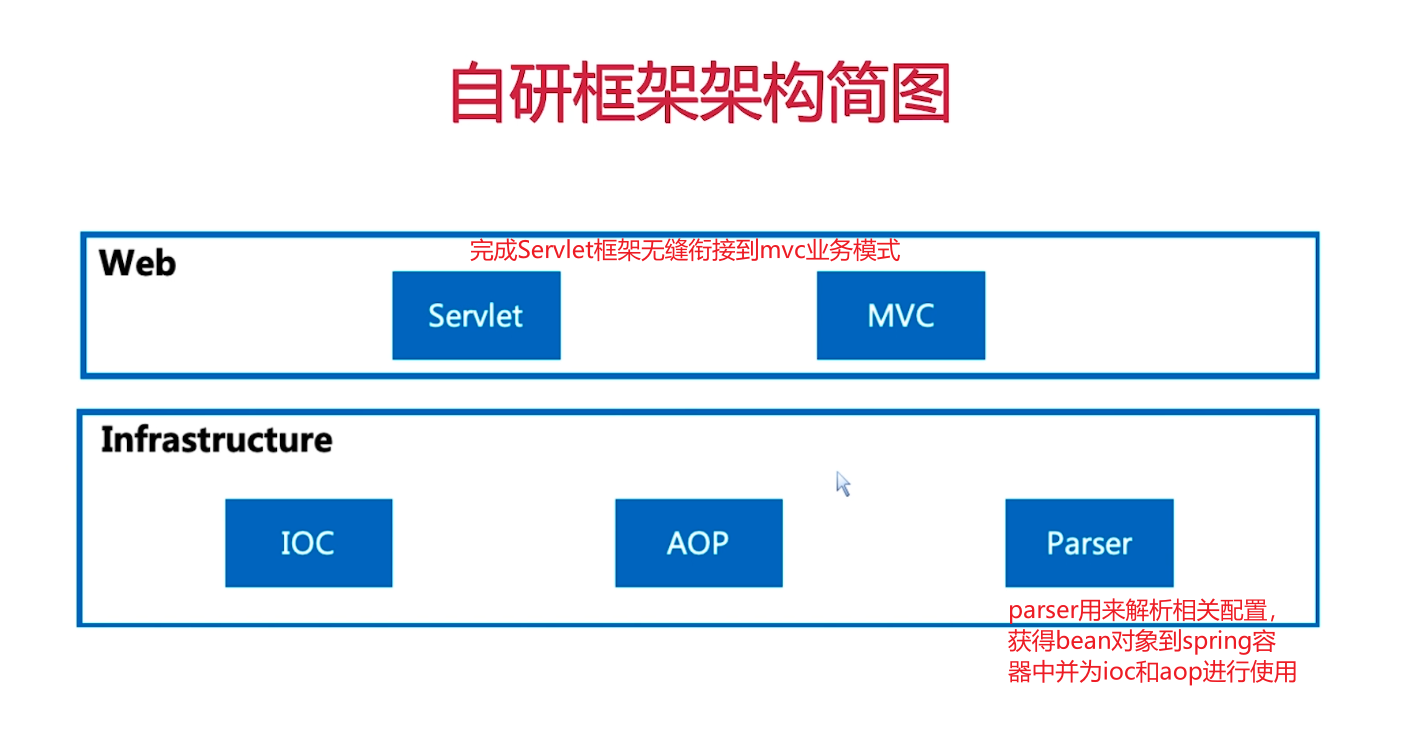 自研框架架构简图
Web
完成Servlet框架无缝衔接到mvc业务模式
Servlet
MVC
Infrastructure
IOC
AOP
Parser
parser用来解析相关配置，
获得bean对象到spring容
器中并为ioc和aop进行使用